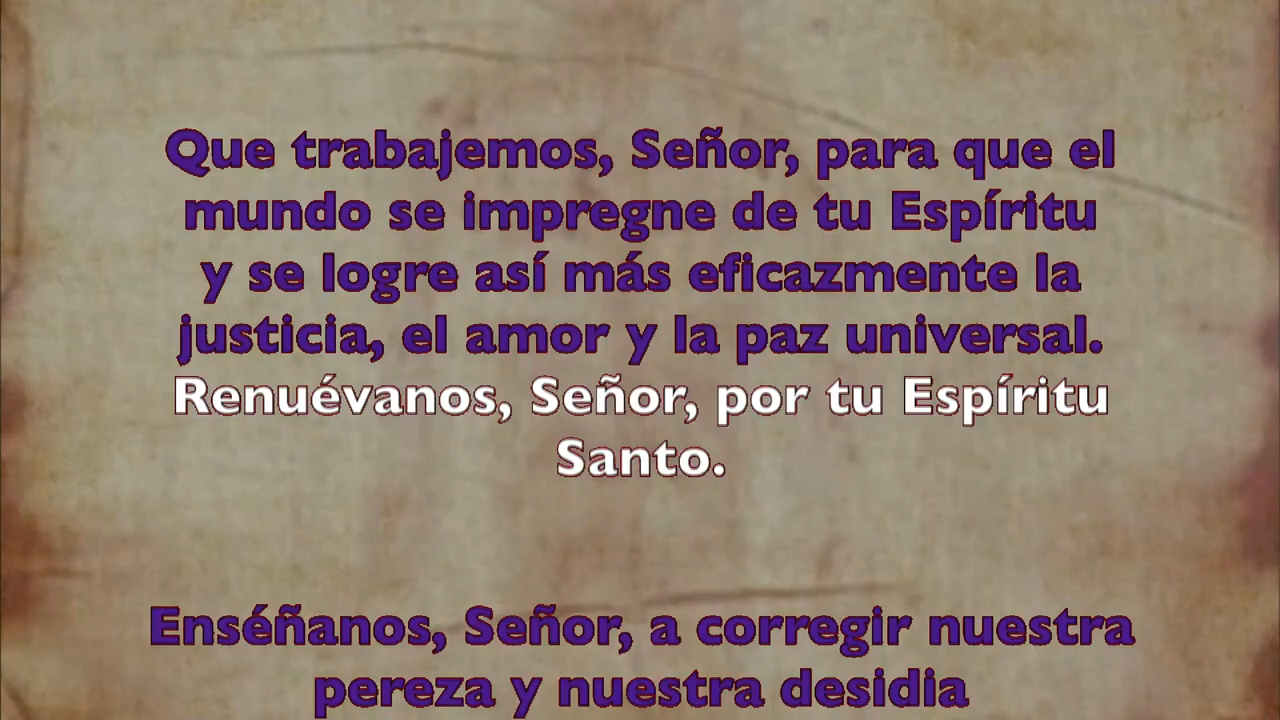 Que trabajemos, Señor, para que el
mundo se impregne de tu Espíritu
y se logre así más eficazmente la
justicia, el amor y la paz universal.
Renuévanos, Señor, por tu Espíritu
Santo.
Enséñanos, Señor, a corregir nuestra
pereza y nuestra desidia